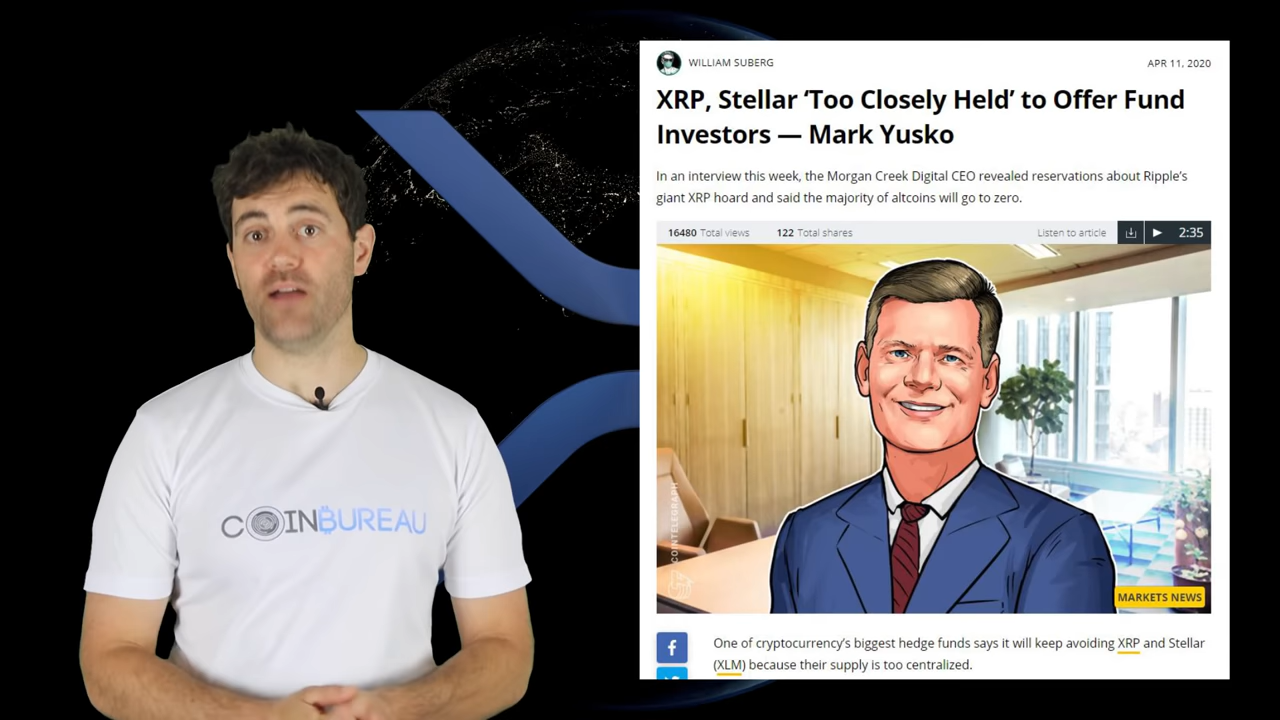 COINBUREAU
WILLIAM SUBERG
APR 11, 2020
XRP, Stellar ‘Too Closely Held’ to Offer Fund
Investors — Mark Yusko
In an interview this week, the Morgan Creek Digital CEO revealed reservations about Ripple’s
giant XRP hoard and said the majority of altcoins will go to zero.
16480 Total views 122 Total shares Listen to article 2:35
COINTELEGRAPH
MARKETS NEWS
One of cryptocurrency’s biggest hedge funds says it will keep avoiding XRP and Stellar
(XLM) because their supply is too centralized.